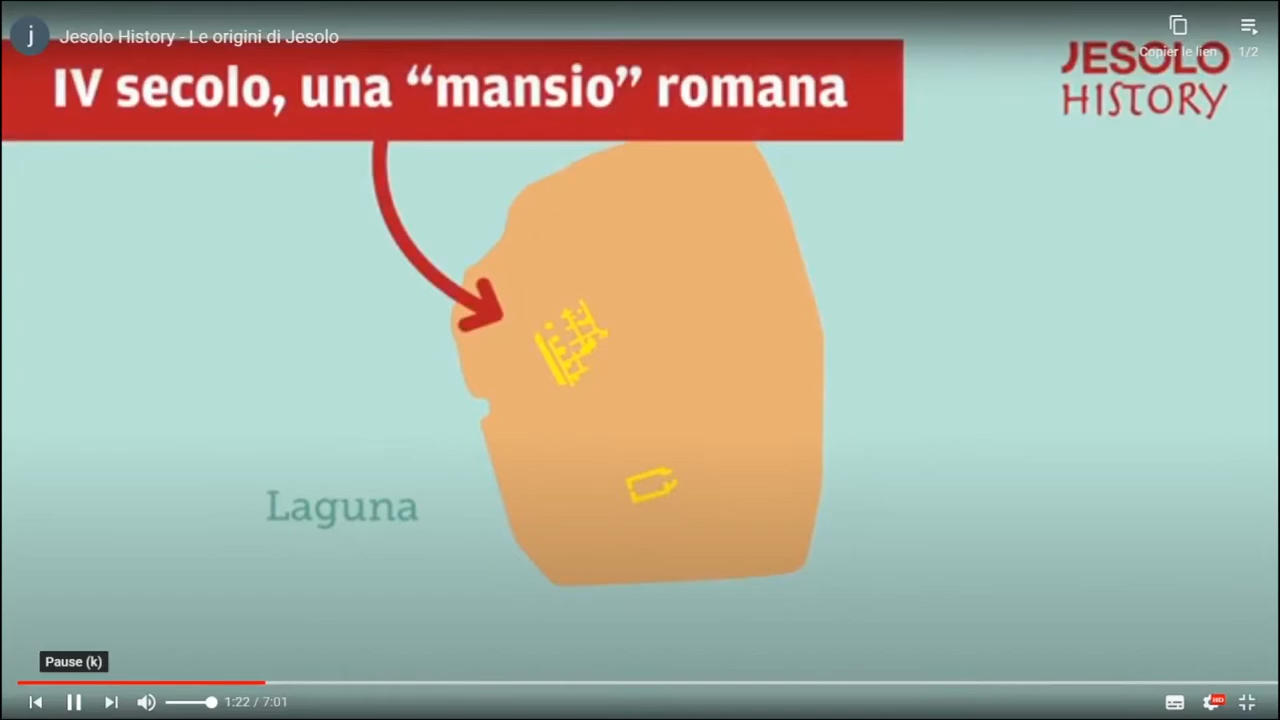 j
Jesolo History - Le origini di Jesolo
Copier le lien
1/2
IV secolo, una “mansio” romana
JESOLO
HISTORY
Laguna
Pause (k)
1:22 / 7:01
HD